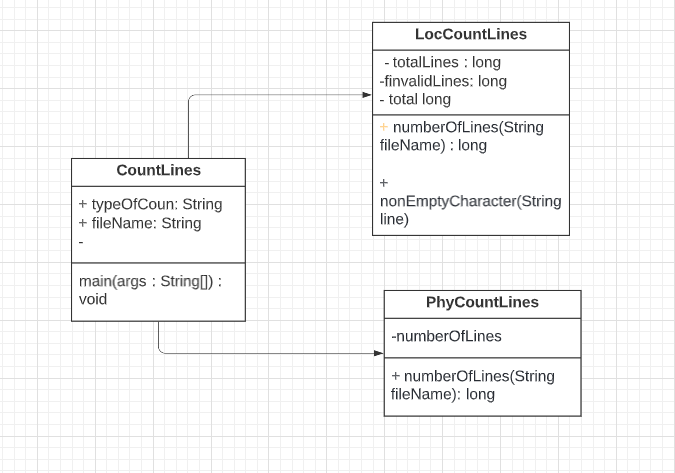 LocCountLines
- totalLines : long
-finvalidLines: long
- total long
+ numberOfLines(String
fileName) : long
+
nonEmptyCharacter(String
line)
CountLines
+ typeOfCoun: String
+ fileName: String
-
main(args : String[]) :
void
PhyCountLines
-numberOfLines
+ numberOfLines(String
fileName): long